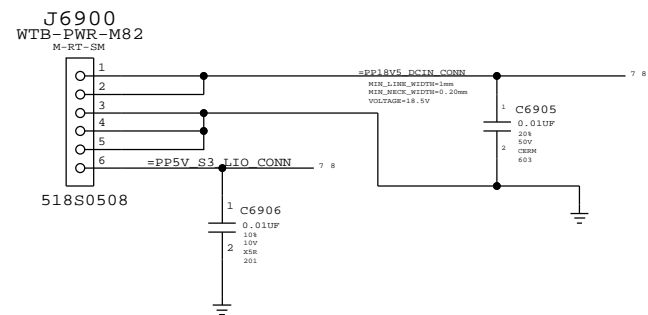 J6900
WTB-PWR-M82
M-RT-SM
1
2
3
4
5
6
518S0508
=PP18V5_DCIN_CONN
MIN_LINE_WIDTH=1mm
MIN_NECK_WIDTH=0.20mm
VOLTAGE=18.5V
7 8
1
C6905
0.01UF
20%
50V
2
CERM
603
=PP5V_S3_LIO_CONN
7 8
1
C6906
0.01UF
10%
10V
2
X5R
201